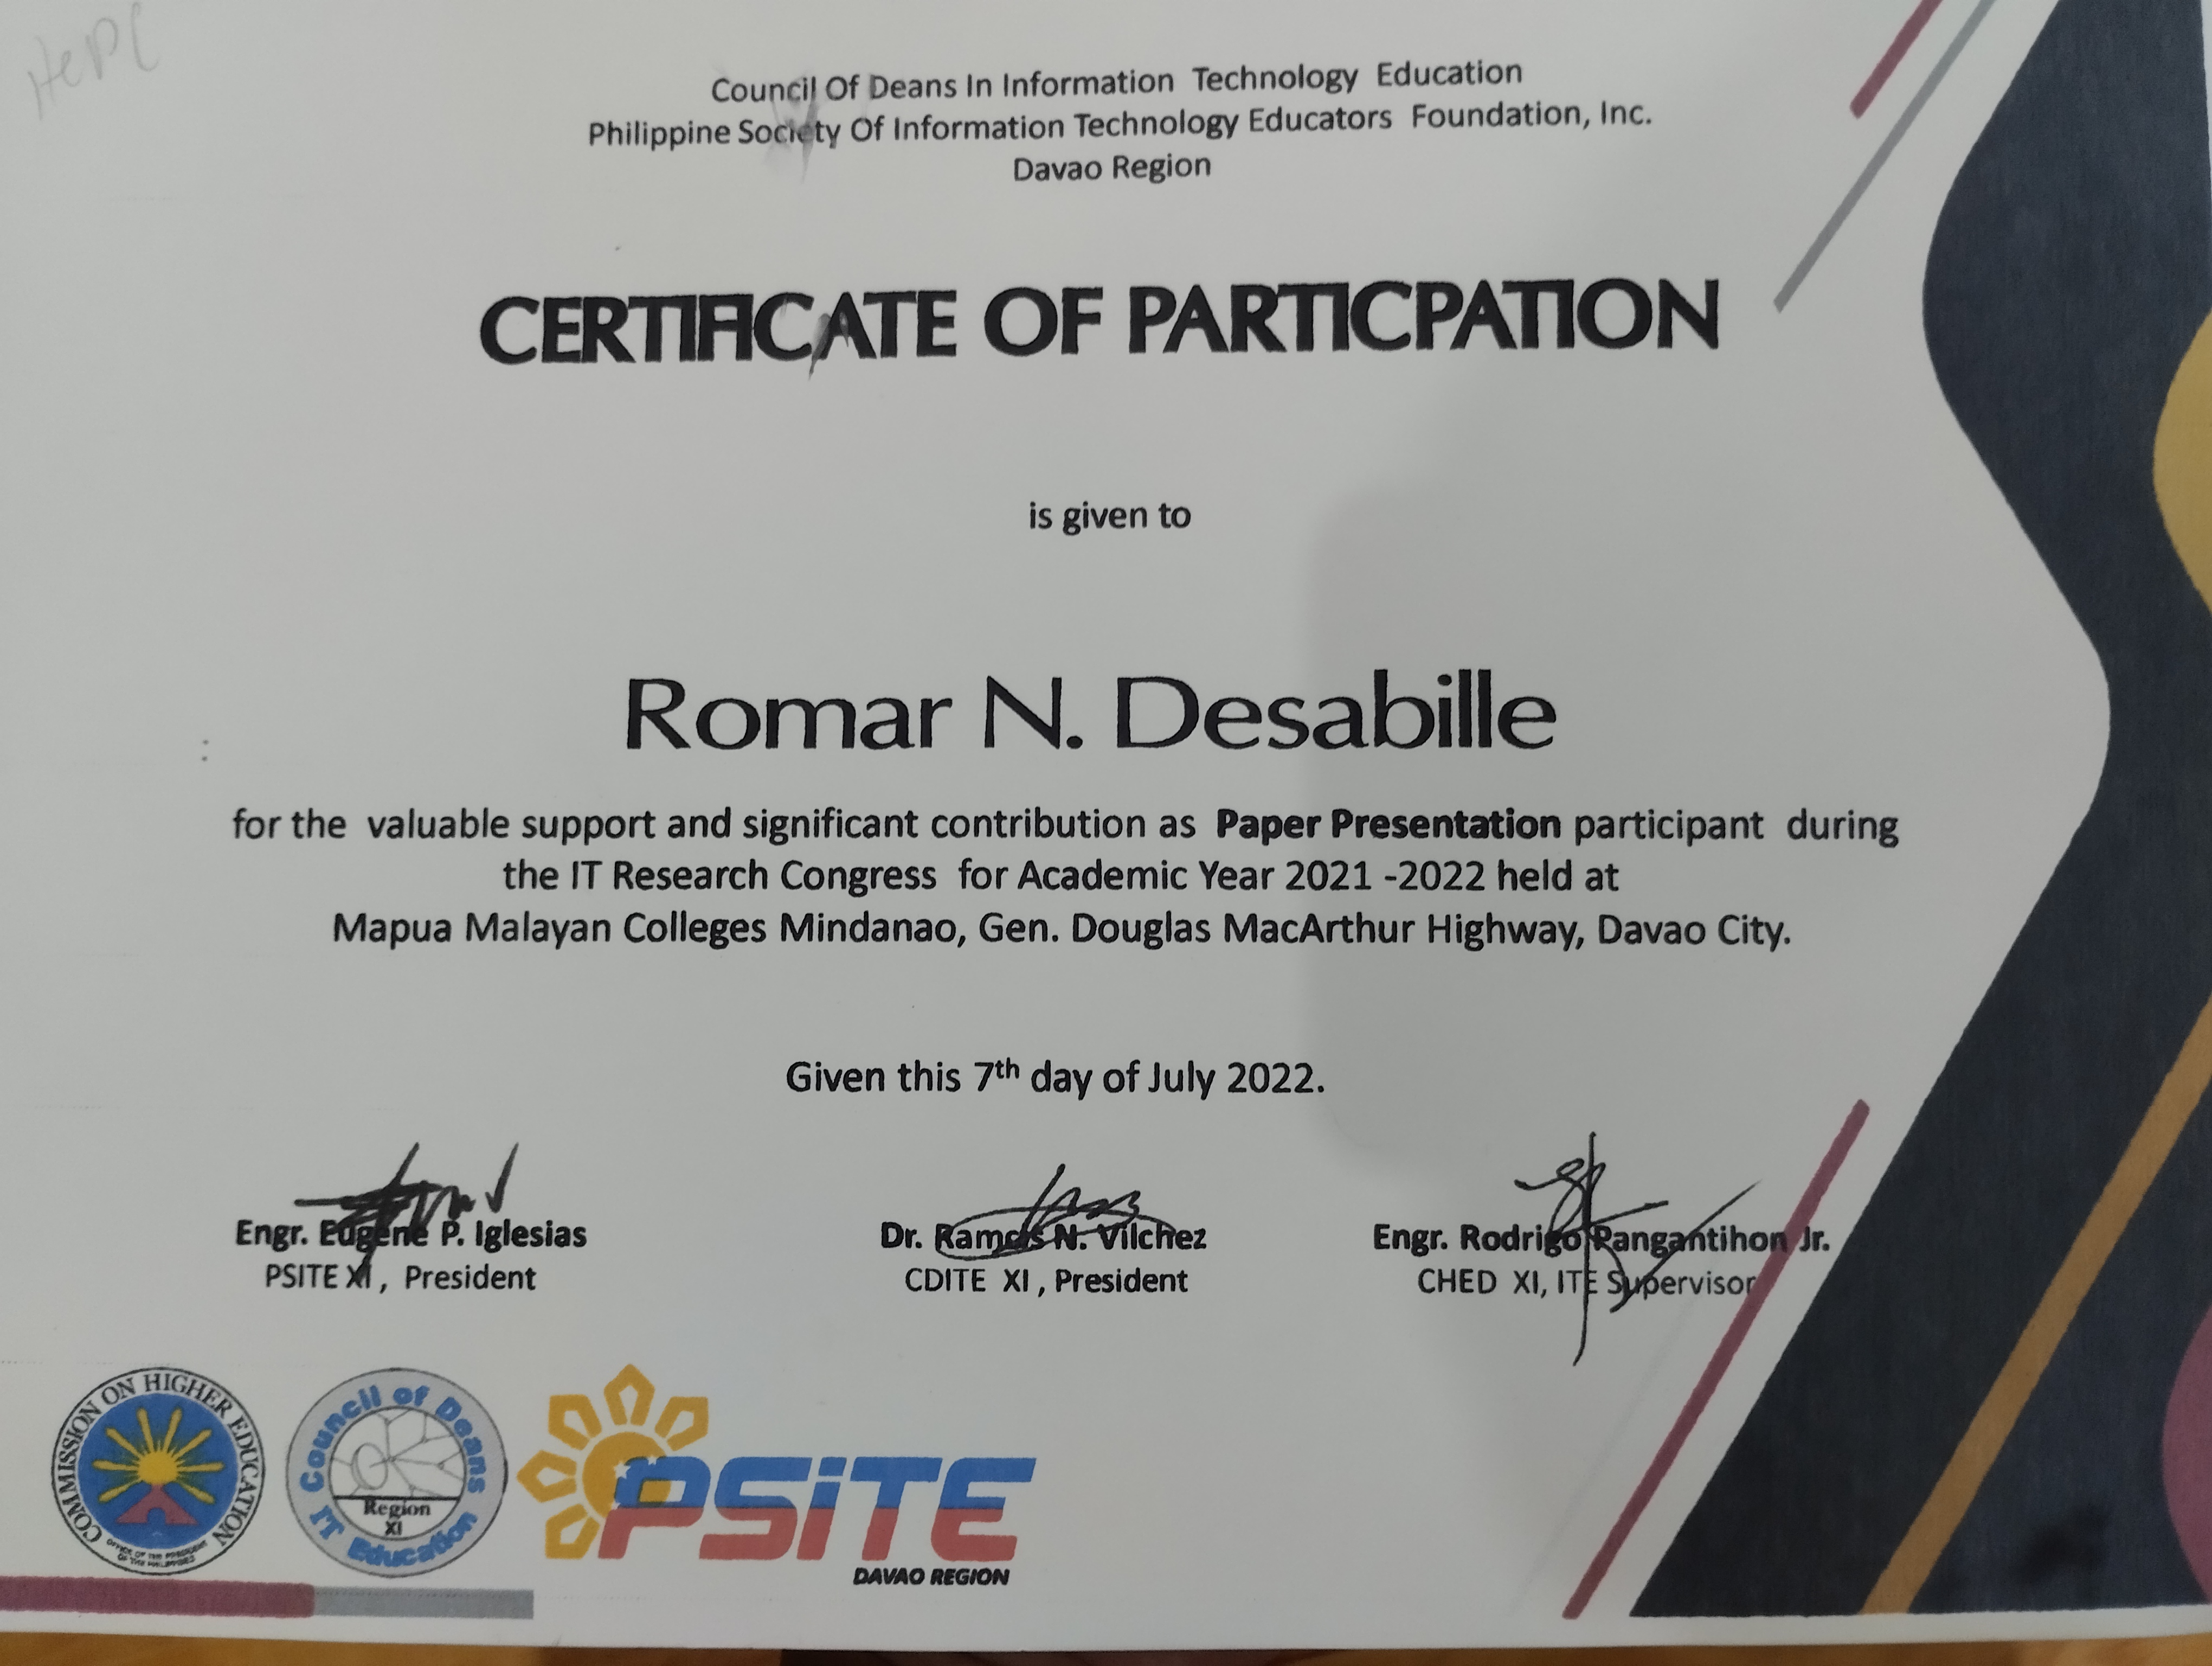 Council Of Deans In Information Technology Education
Philippine Society Of Information Technology Educators Foundation, Inc.
Davao Region
CERTIFICATE OF PARTICPATION
is given to
Romar N. Desabille
for the valuable support and significant contribution as Paper Presentation participant during
the IT Research Congress for Academic Year 2021 -2022 held at
Mapua Malayan Colleges Mindanao, Gen. Douglas MacArthur Highway, Davao City.
Given this 7th day of July 2022.
Engr. Eugene P. Iglesias
PSITE XI, President
Dr. Ramcis N. Vilchez
CDITE XI, President
Engr. Rodrigo Pangantihon Jr.
CHED XI, ITE Supervisor
COMMISSION ON HIGHER EDUCATION
OFFICE OF THE PRESIDENT
OF THE PHILIPPINES
Council of Deans
Region
XI
IT Education
PSiTE
DAVAO REGION